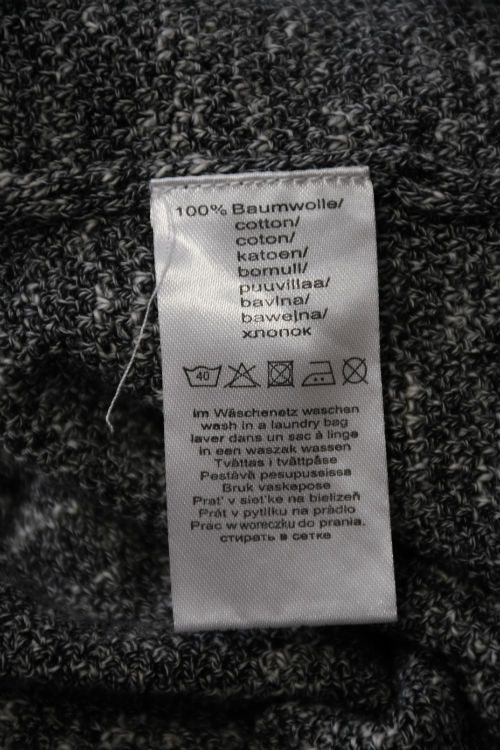 100% Baumwolle/
cotton/
coton/
katoen/
bomull/
puuvillaa/
bavlna/
bawełna/
хлопок
40
im Wäschenetz waschen
wash in a laundry bag
laver dans un sac à linge
in een waszak wassen
Tvättas i tvättpåse
Pestävä pesupussissa
Bruk vaskepose
Prať v sieťke na bielizeň
Prát v pytlíku na prádlo
Prac w woreczku do prania.
стирать в сетке